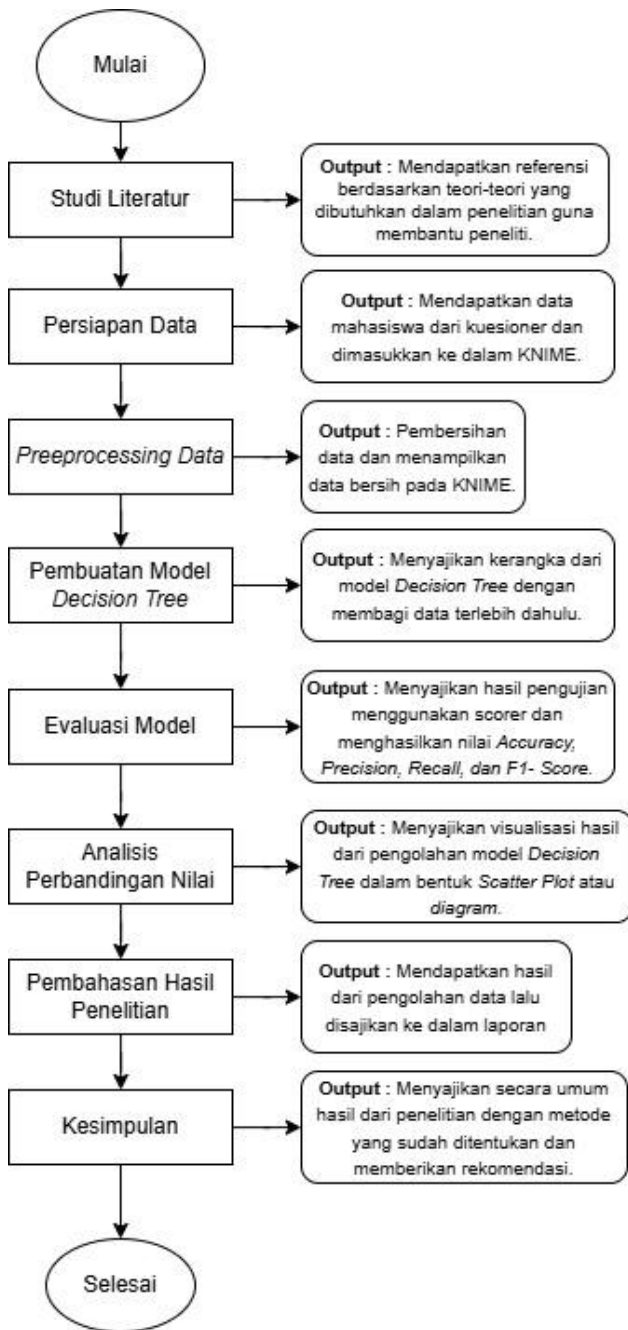 Mulai
Studi Literatur
Output : Mendapatkan referensi
berdasarkan teori-teori yang
dibutuhkan dalam penelitian guna
membantu peneliti.
Persiapan Data
Output : Mendapatkan data
mahasiswa dari kuesioner dan
dimasukkan ke dalam KNIME.
Preeprocessing Data
Output : Pembersihan
data dan menampilkan
data bersih pada KNIME.
Pembuatan Model
Decision Tree
Output : Menyajikan kerangka dari
model Decision Tree dengan
membagi data terlebih dahulu.
Evaluasi Model
Output : Menyajikan hasil pengujian
menggunakan scorer dan
menghasilkan nilai Accuracy,
Precision, Recall, dan F1- Score.
Analisis
Perbandingan Nilai
Output : Menyajikan visualisasi hasil
dari pengolahan model Decision
Tree dalam bentuk Scatter Plot atau
diagram.
Pembahasan Hasil
Penelitian
Output : Mendapatkan hasil
dari pengolahan data lalu
disajikan ke dalam laporan
Kesimpulan
Output : Menyajikan secara umum
hasil dari penelitian dengan metode
yang sudah ditentukan dan
memberikan rekomendasi.
Selesai